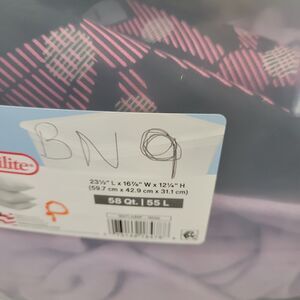 BN9
ilite®
23½" L x 16⅞" W x 12¼" H
(59.7 cm x 42.9 cm x 31.1 cm)
58 Qt. | 55 L
P